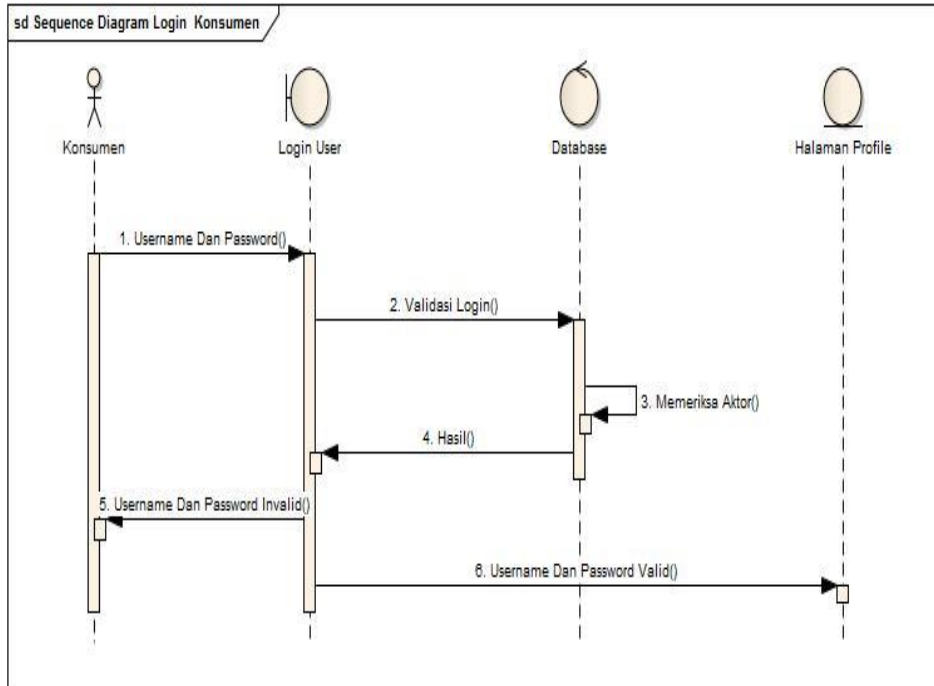 sd Sequence Diagram Login Konsumen
Konsumen
Login User
Database
Halaman Profile
1. Username Dan Password()
2. Validasi Login()
3. Memeriksa Aktor()
4. Hasil()
5. Username Dan Password Invalid()
6. Username Dan Password Valid()